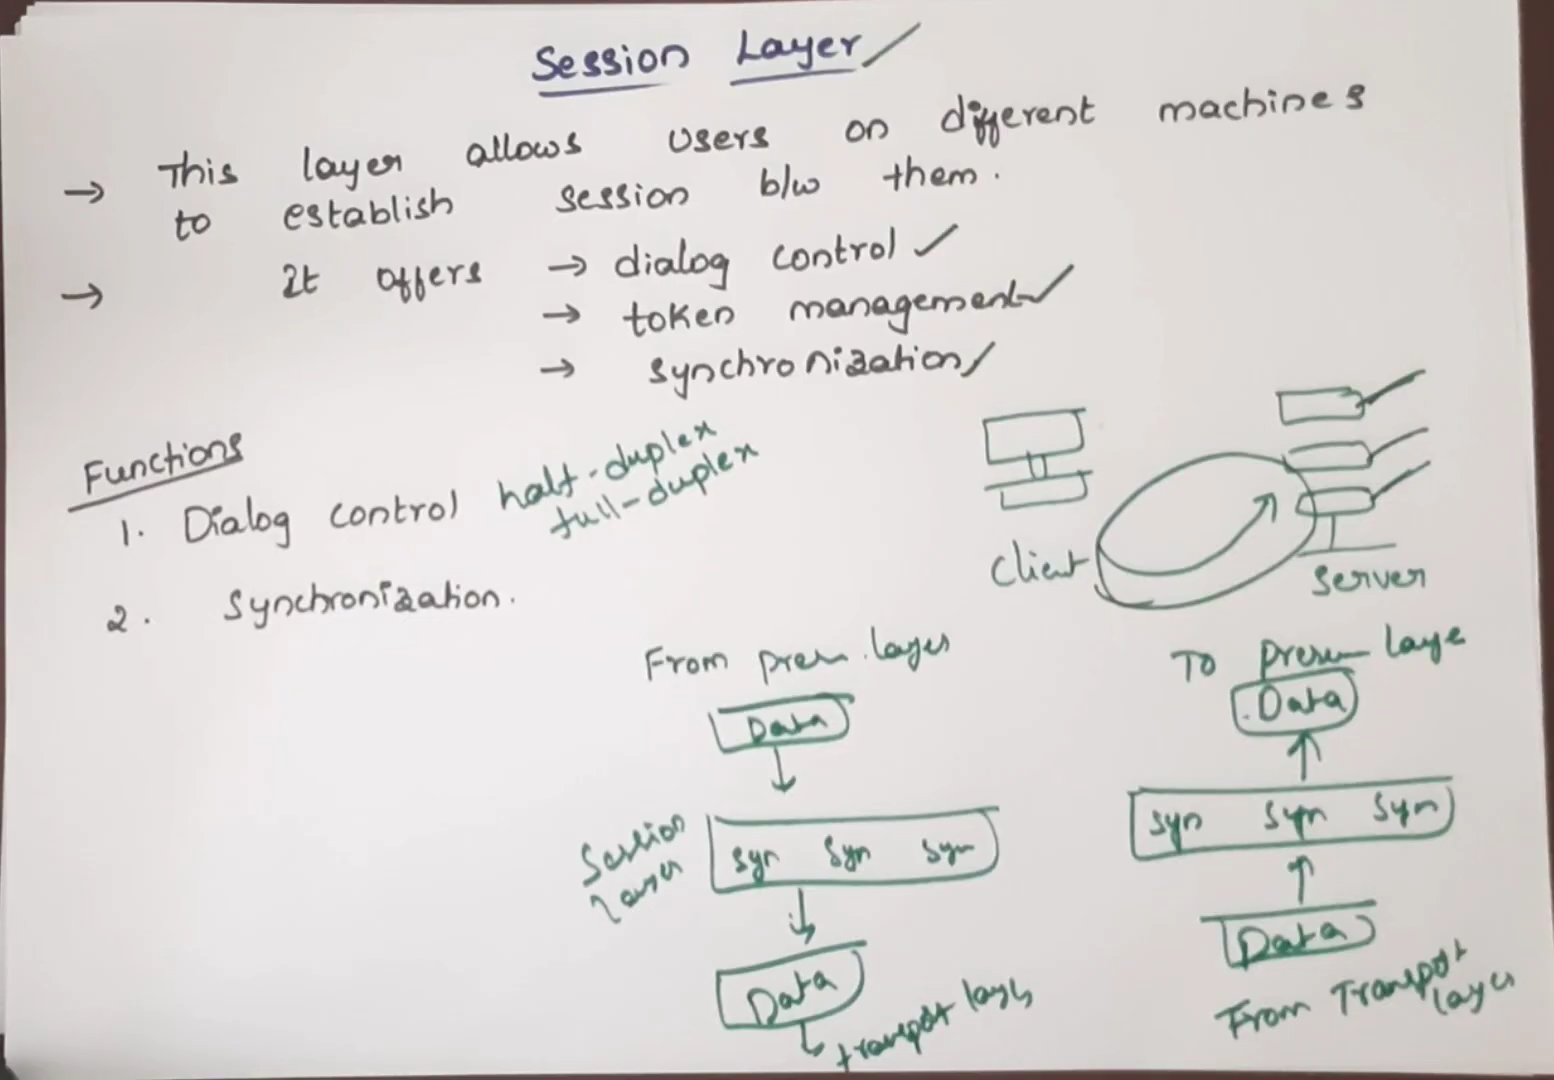 Session Layer
→ This layer allows users on different machines
to establish session b/w them.
→ It offers → dialog control ✓
→ token management ✓
→ synchronization ✓
Functions
1. Dialog control half-duplex
full-duplex
2. Synchronization.
Client
Server
From presn. layer
Data
Session
layer
syn syn syn
Data
transport layer
To presen layer
Data
syn syn syn
Data
From Transport
layer